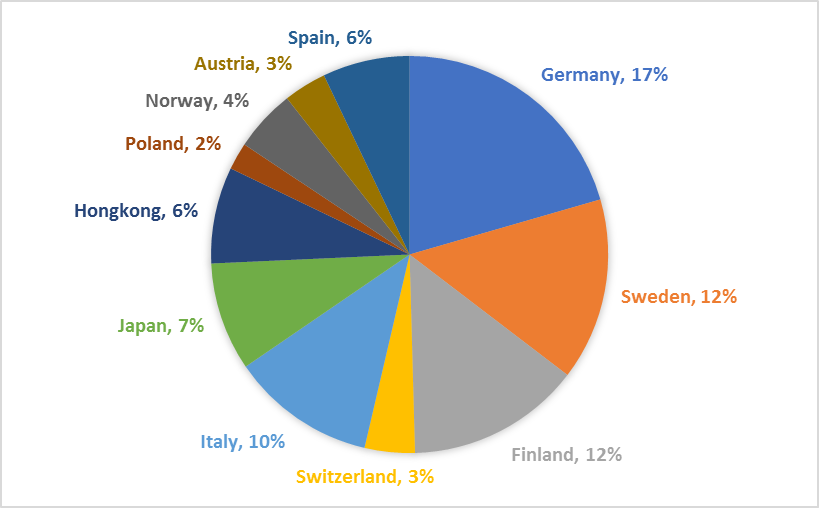 Spain, 6%
Austria, 3%
Germany, 17%
Norway, 4%
Poland, 2%
Hongkong, 6%
Sweden, 12%
Japan, 7%
Italy, 10%
Finland, 12%
Switzerland, 3%